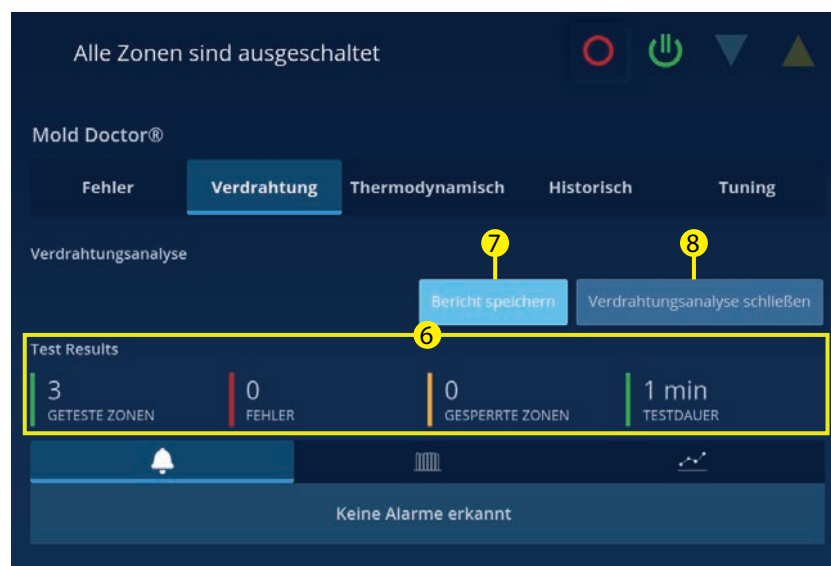 Alle Zonen sind ausgeschaltet
Mold Doctor®
Fehler Verdrahtung Thermodynamisch Historisch Tuning
Verdrahtungsanalyse
7 8
Bericht speichern Verdrahtungsanalyse schließen
6
Test Results
3 0 0 1 min
GETESTE ZONEN FEHLER GESPERRTE ZONEN TESTDAUER
Keine Alarme erkannt